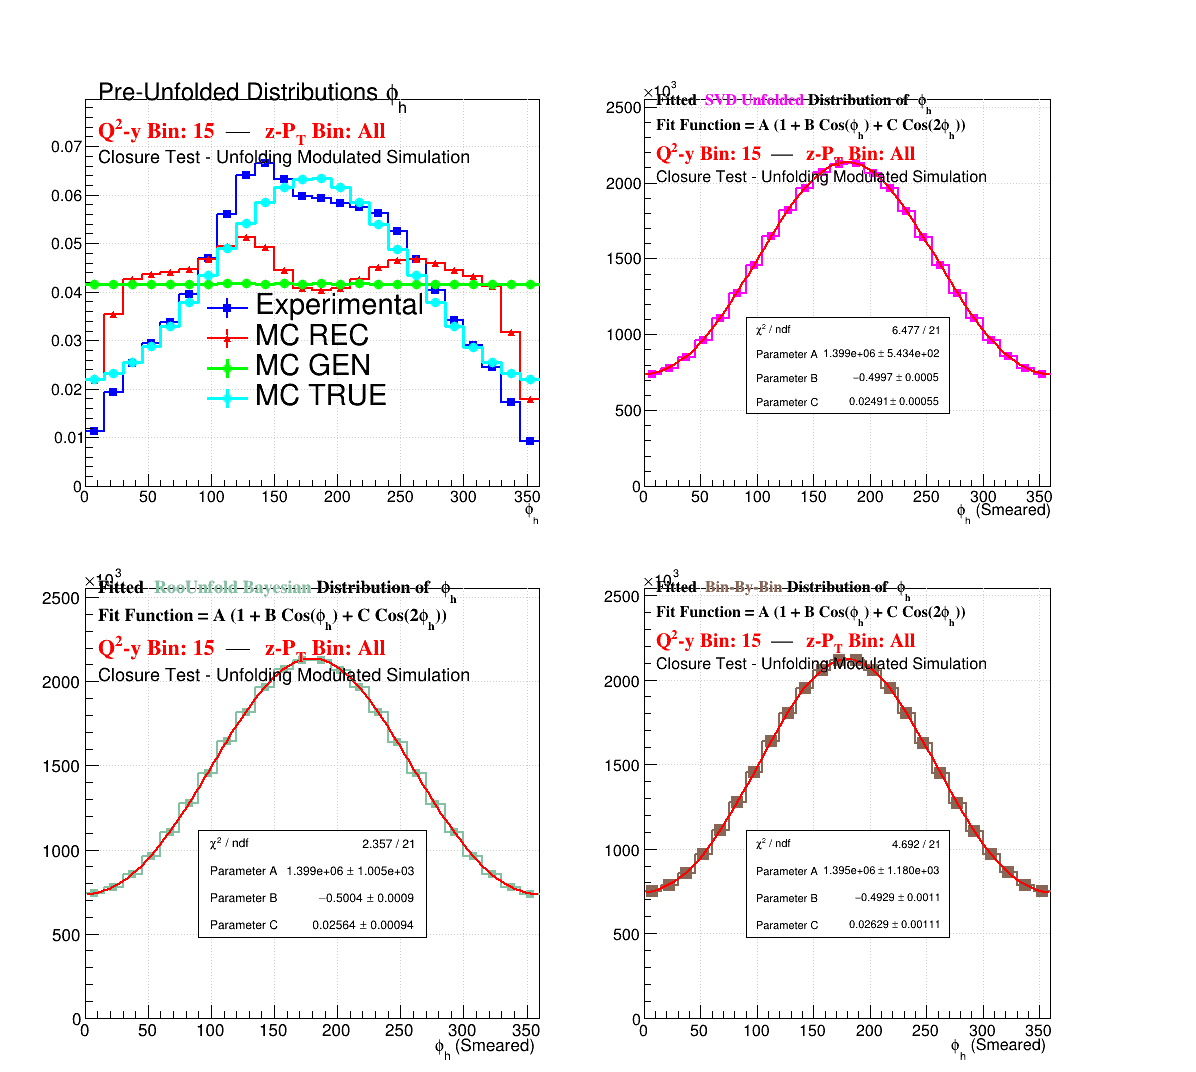 Pre-Unfolded Distributions ϕh
Q²-y Bin: 15 — z-PT Bin: All
Closure Test - Unfolding Modulated Simulation
0.07
0.06
0.05
0.04
0.03
0.02
0.01
0
Experimental
MC REC
MC GEN
MC TRUE
0 50 100 150 200 250 300 350
ϕh
×10³
Fitted SVD Unfolded Distribution of ϕh
Fit Function = A (1 + B Cos(ϕh) + C Cos(2ϕh))
Q²-y Bin: 15 — z-PT Bin: All
Closure Test - Unfolding Modulated Simulation
2500
2000
1500
1000
500
0
χ² / ndf 6.477 / 21
Parameter A 1.399e+06 ± 5.434e+02
Parameter B −0.4997 ± 0.0005
Parameter C 0.02491 ± 0.00055
0 50 100 150 200 250 300 350
ϕh (Smeared)
×10³
Fitted RooUnfold Bayesian Distribution of ϕh
Fit Function = A (1 + B Cos(ϕh) + C Cos(2ϕh))
Q²-y Bin: 15 — z-PT Bin: All
Closure Test - Unfolding Modulated Simulation
2500
2000
1500
1000
500
0
χ² / ndf 2.357 / 21
Parameter A 1.399e+06 ± 1.005e+03
Parameter B −0.5004 ± 0.0009
Parameter C 0.02564 ± 0.00094
0 50 100 150 200 250 300 350
ϕh (Smeared)
×10³
Fitted Bin-By-Bin Distribution of ϕh
Fit Function = A (1 + B Cos(ϕh) + C Cos(2ϕh))
Q²-y Bin: 15 — z-PT Bin: All
Closure Test - Unfolding Modulated Simulation
2500
2000
1500
1000
500
0
χ² / ndf 4.692 / 21
Parameter A 1.395e+06 ± 1.180e+03
Parameter B −0.4929 ± 0.0011
Parameter C 0.02629 ± 0.00111
0 50 100 150 200 250 300 350
ϕh (Smeared)